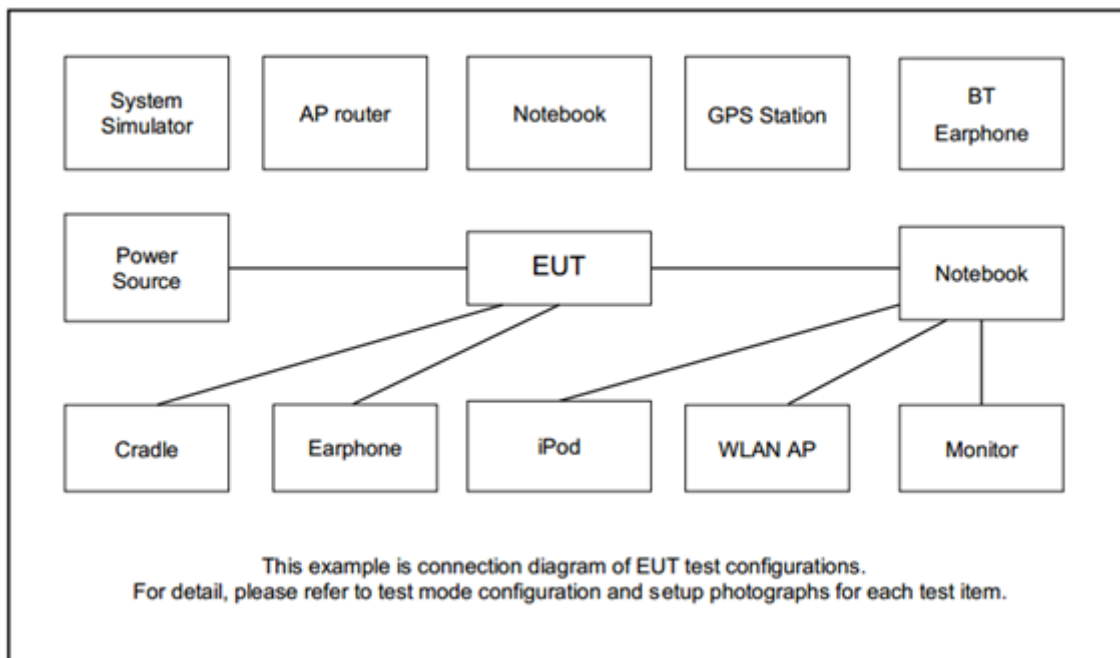 System
Simulator
AP router
Notebook
GPS Station
BT
Earphone
Power
Source
EUT
Notebook
Cradle
Earphone
iPod
WLAN AP
Monitor
This example is connection diagram of EUT test configurations.
For detail, please refer to test mode configuration and setup photographs for each test item.